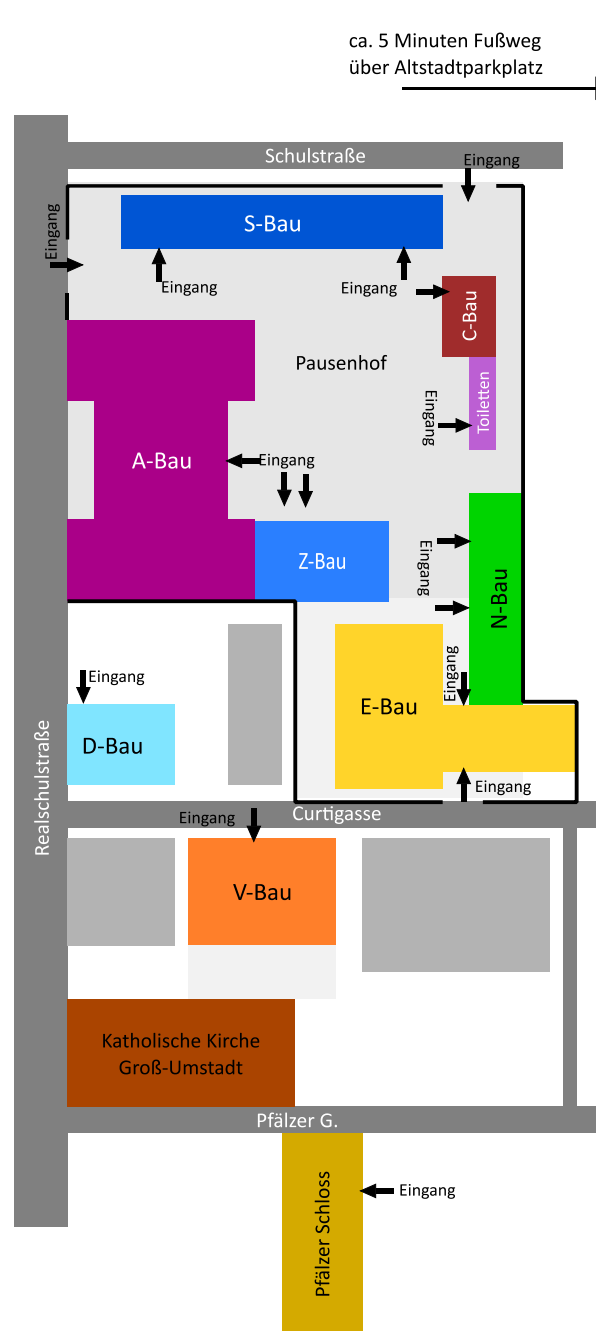 ca. 5 Minuten Fußweg
über Altstadtparkplatz
Schulstraße
Eingang
Eingang
S-Bau
Eingang
Eingang
C-Bau
Pausenhof
Toiletten
Eingang
A-Bau
Eingang
Z-Bau
Eingang
N-Bau
Eingang
Eingang
E-Bau
D-Bau
Eingang
Realschulstraße
Curtigasse
Eingang
V-Bau
Katholische Kirche
Groß-Umstadt
Pfälzer G.
Pfälzer Schloss
Eingang